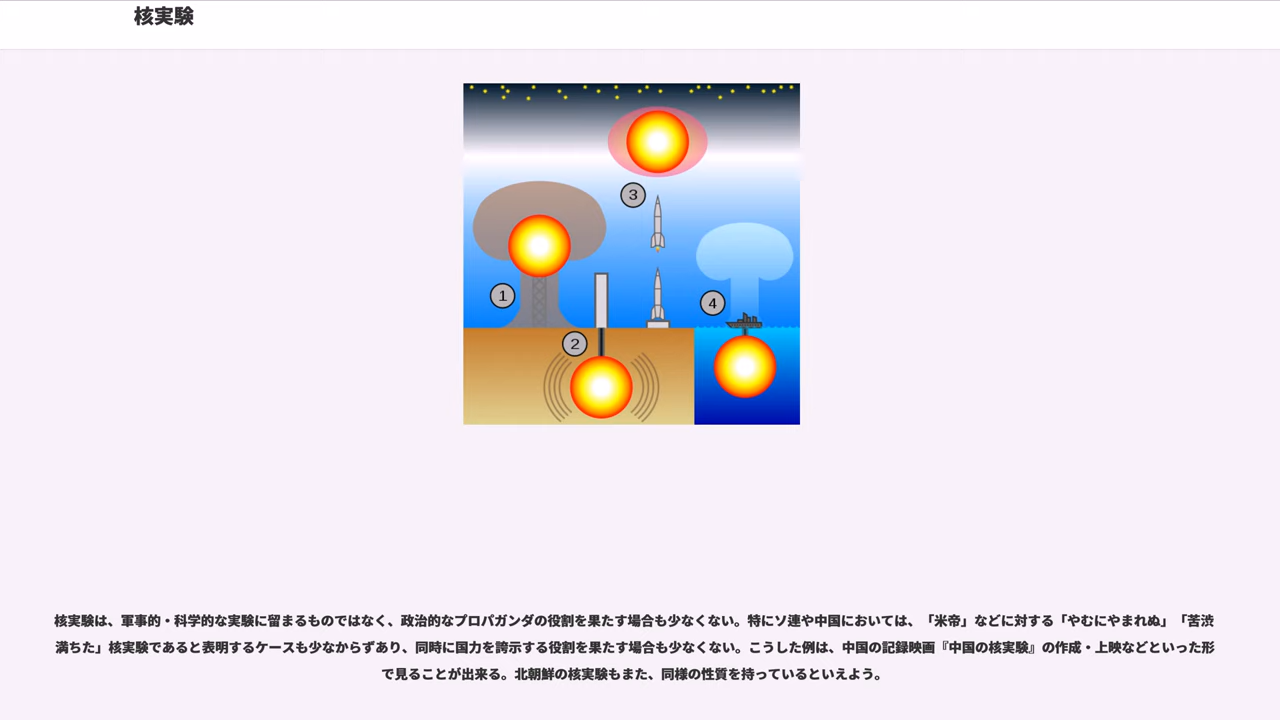 核実験
3
1
4
2
核実験は、軍事的・科学的な実験に留まるものではなく、政治的なプロパガンダの役割を果たす場合も少なくない。特にソ連や中国においては、「米帝」などに対する「やむにやまれぬ」「苦渋
満ちた」核実験であると表明するケースも少なからずあり、同時に国力を誇示する役割を果たす場合も少なくない。こうした例は、中国の記録映画『中国の核実験』の作成・上映などといった形
で見ることが出来る。北朝鮮の核実験もまた、同様の性質を持っているといえよう。